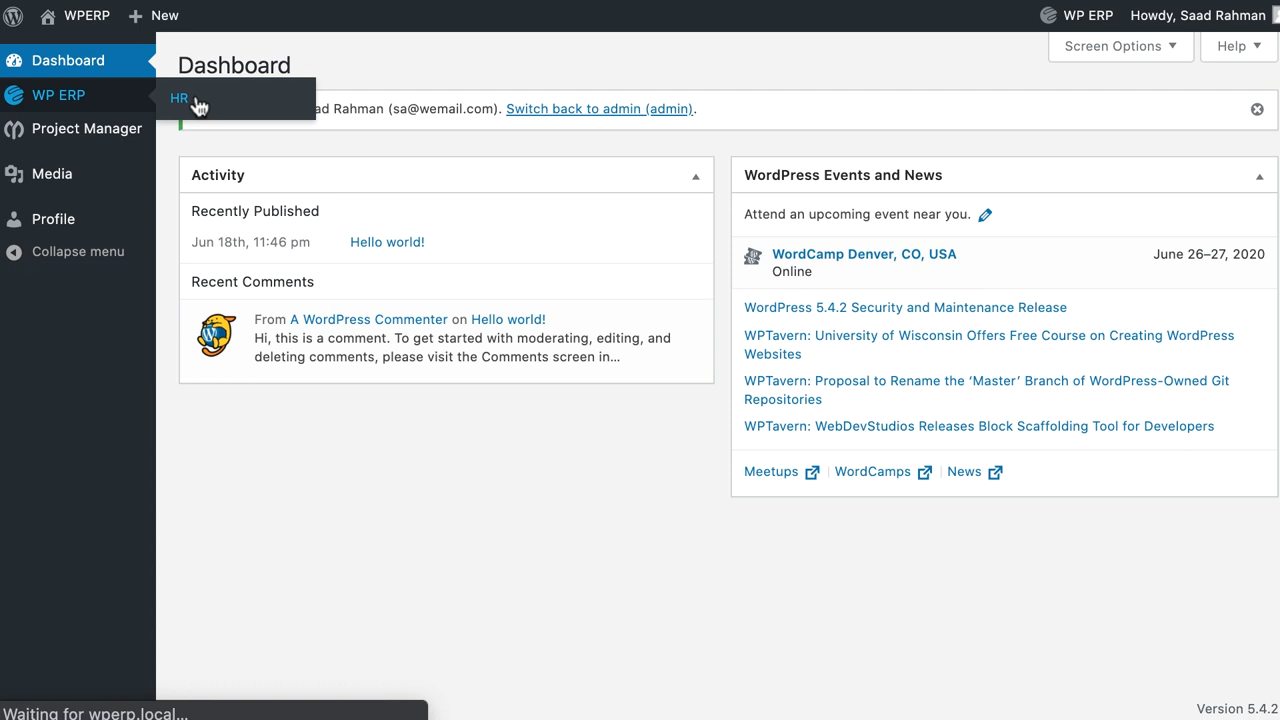 WPERP
New
WP ERP
Howdy, Saad Rahman
Dashboard
WP ERP
HR
Project Manager
Media
Profile
Collapse menu
Screen Options
Help
Dashboard
ad Rahman (sa@wemail.com). Switch back to admin (admin).
Activity
Recently Published
Jun 18th, 11:46 pm Hello world!
Recent Comments
From A WordPress Commenter on Hello world!
Hi, this is a comment. To get started with moderating, editing, and
deleting comments, please visit the Comments screen in…
WordPress Events and News
Attend an upcoming event near you.
WordCamp Denver, CO, USA June 26–27, 2020
Online
WordPress 5.4.2 Security and Maintenance Release
WPTavern: University of Wisconsin Offers Free Course on Creating WordPress
Websites
WPTavern: Proposal to Rename the ‘Master’ Branch of WordPress-Owned Git
Repositories
WPTavern: WebDevStudios Releases Block Scaffolding Tool for Developers
Meetups | WordCamps | News
Waiting for wperp.local...
Version 5.4.2